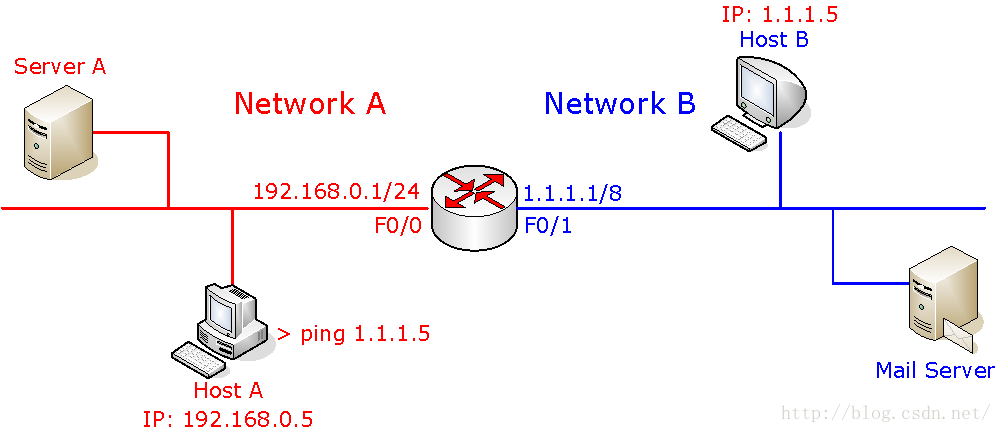 IP: 1.1.1.5
Host B
Server A
Network A
Network B
192.168.0.1/24
1.1.1.1/8
F0/0
F0/1
> ping 1.1.1.5
Host A
IP: 192.168.0.5
Mail Server
http://blog.csdn.net/